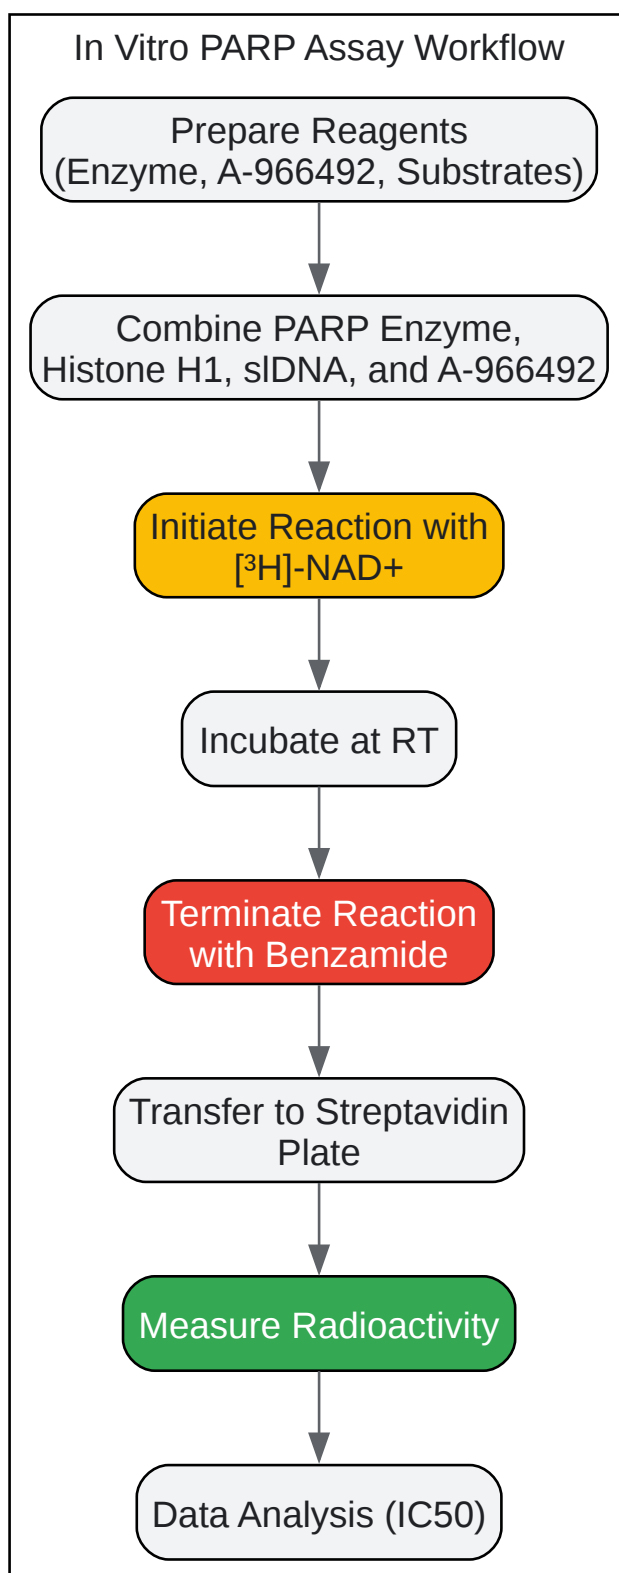 In Vitro PARP Assay Workflow
Prepare Reagents
(Enzyme, A-966492, Substrates)
Combine PARP Enzyme,
Histone H1, slDNA, and A-966492
Initiate Reaction with
[³H]-NAD+
Incubate at RT
Terminate Reaction
with Benzamide
Transfer to Streptavidin
Plate
Measure Radioactivity
Data Analysis (IC50)